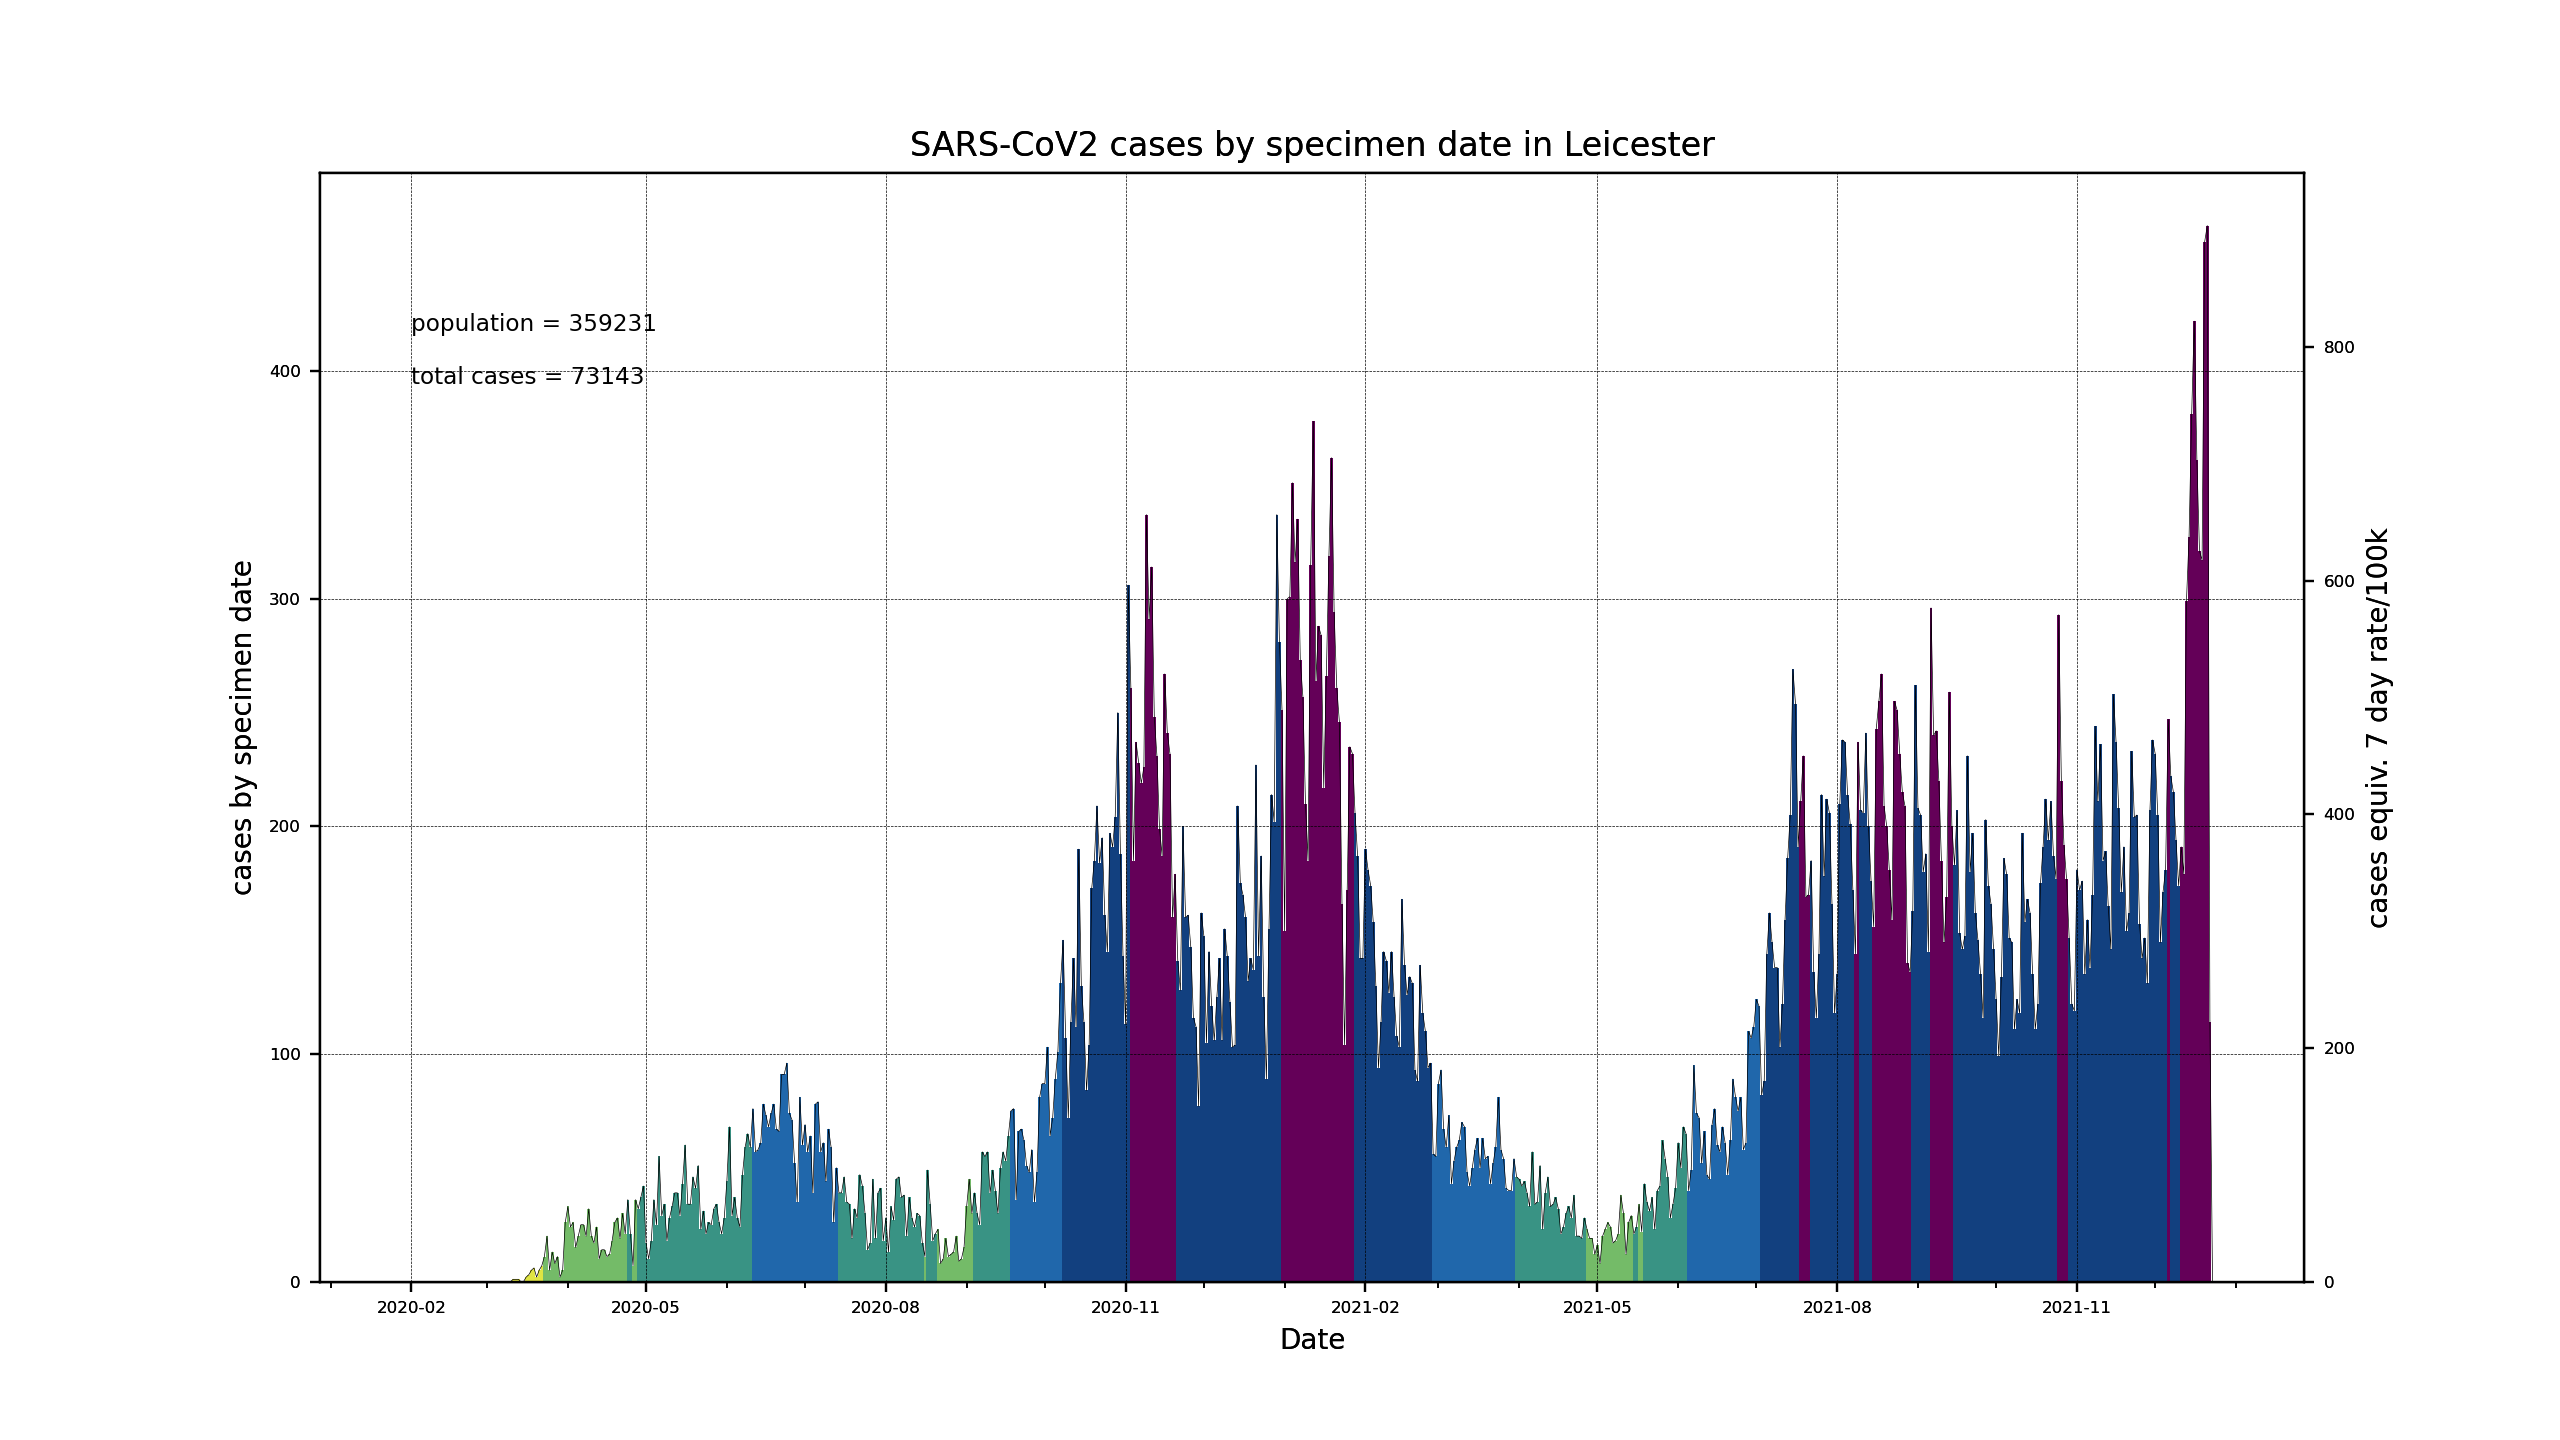 SARS-CoV2 cases by specimen date in Leicester
population = 359231
total cases = 73143
cases by specimen date
400
300
200
100
0
800
600
400
200
0
cases equiv. 7 day rate/100k
2020-02 2020-05 2020-08 2020-11 2021-02 2021-05 2021-08 2021-11
Date